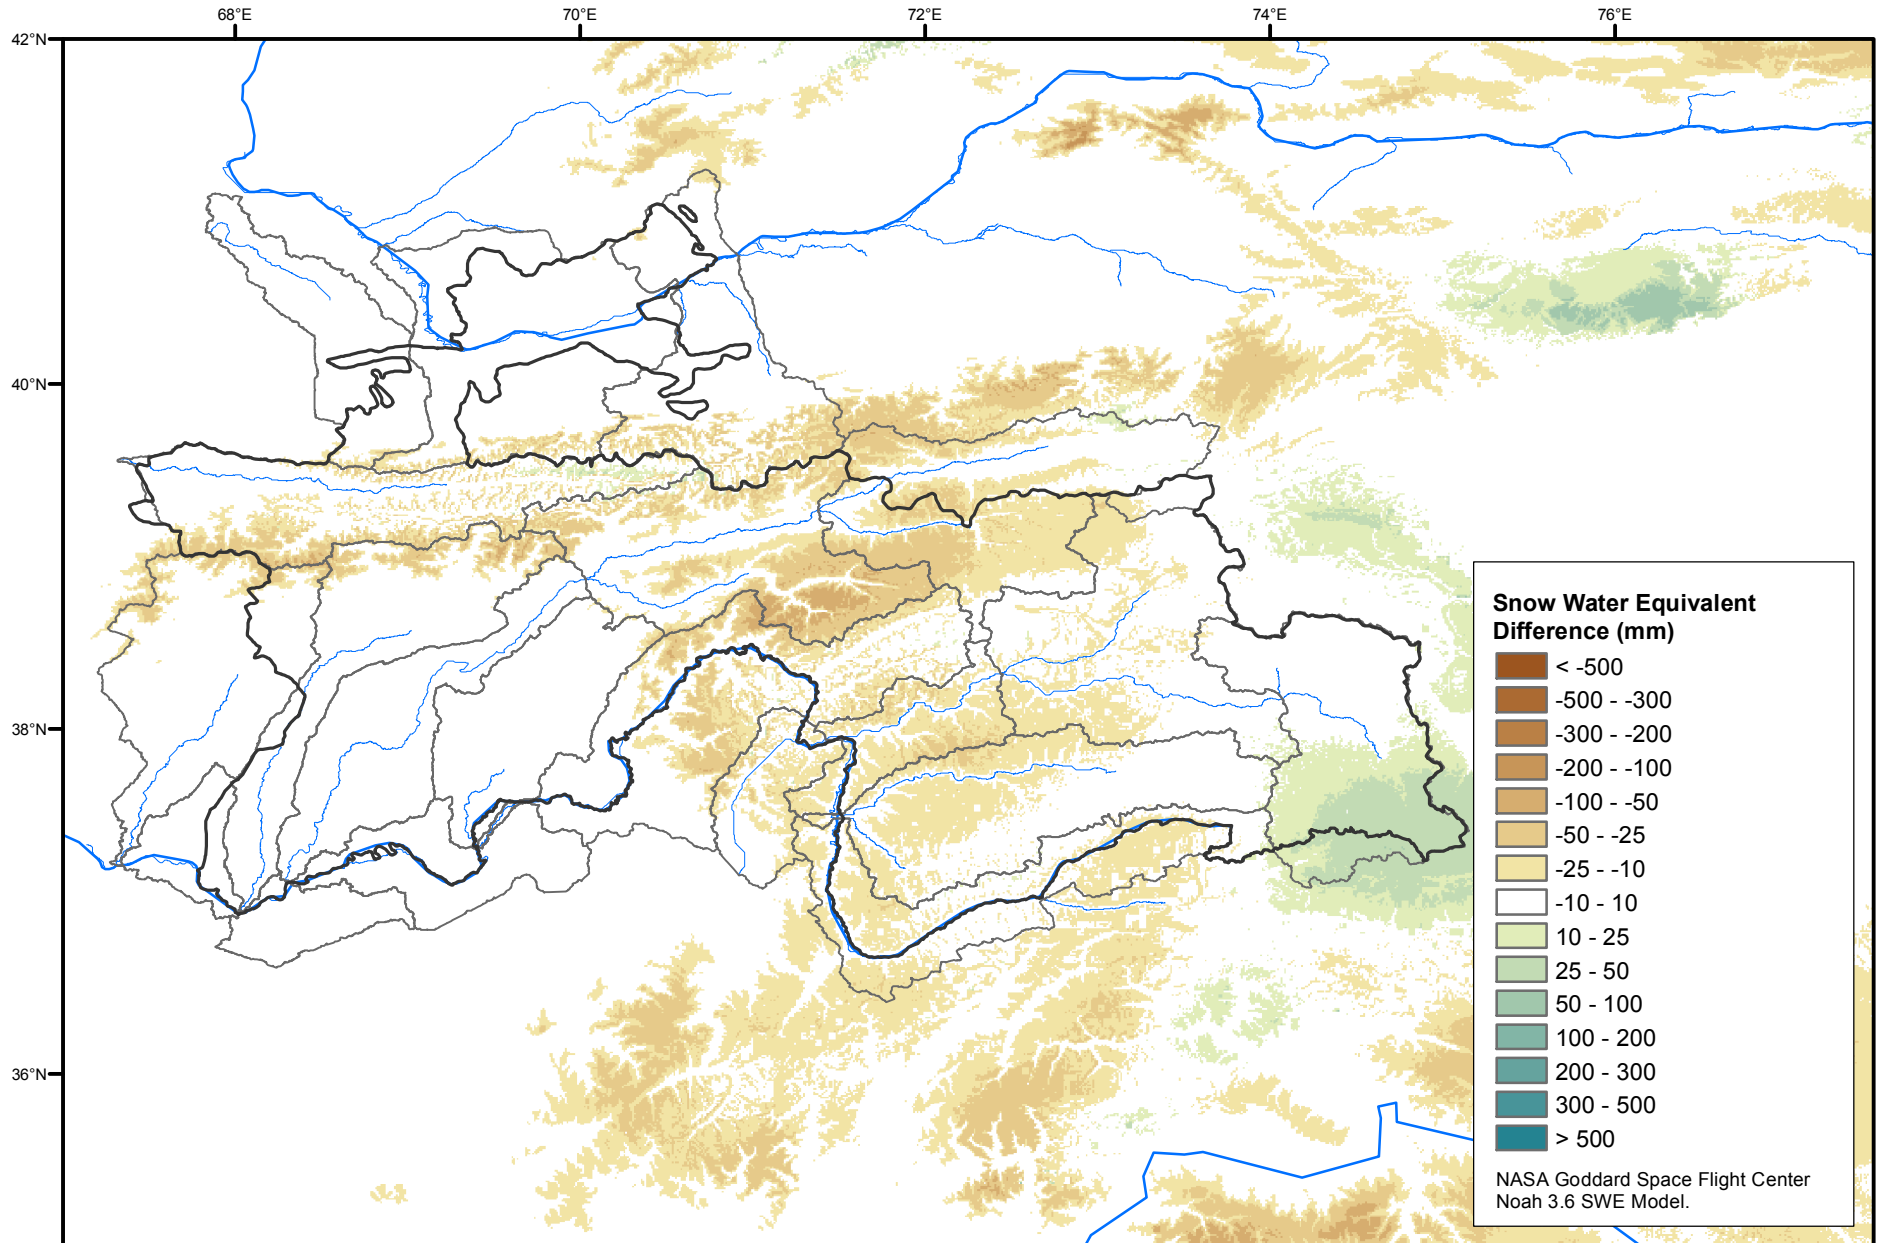 68°E
70°E
72°E
74°E
76°E
42°N
40°N
38°N
36°N
Snow Water Equivalent
Difference (mm)
< -500
-500 - -300
-300 - -200
-200 - -100
-100 - -50
-50 - -25
-25 - -10
-10 - 10
10 - 25
25 - 50
50 - 100
100 - 200
200 - 300
300 - 500
> 500
NASA Goddard Space Flight Center
Noah 3.6 SWE Model.